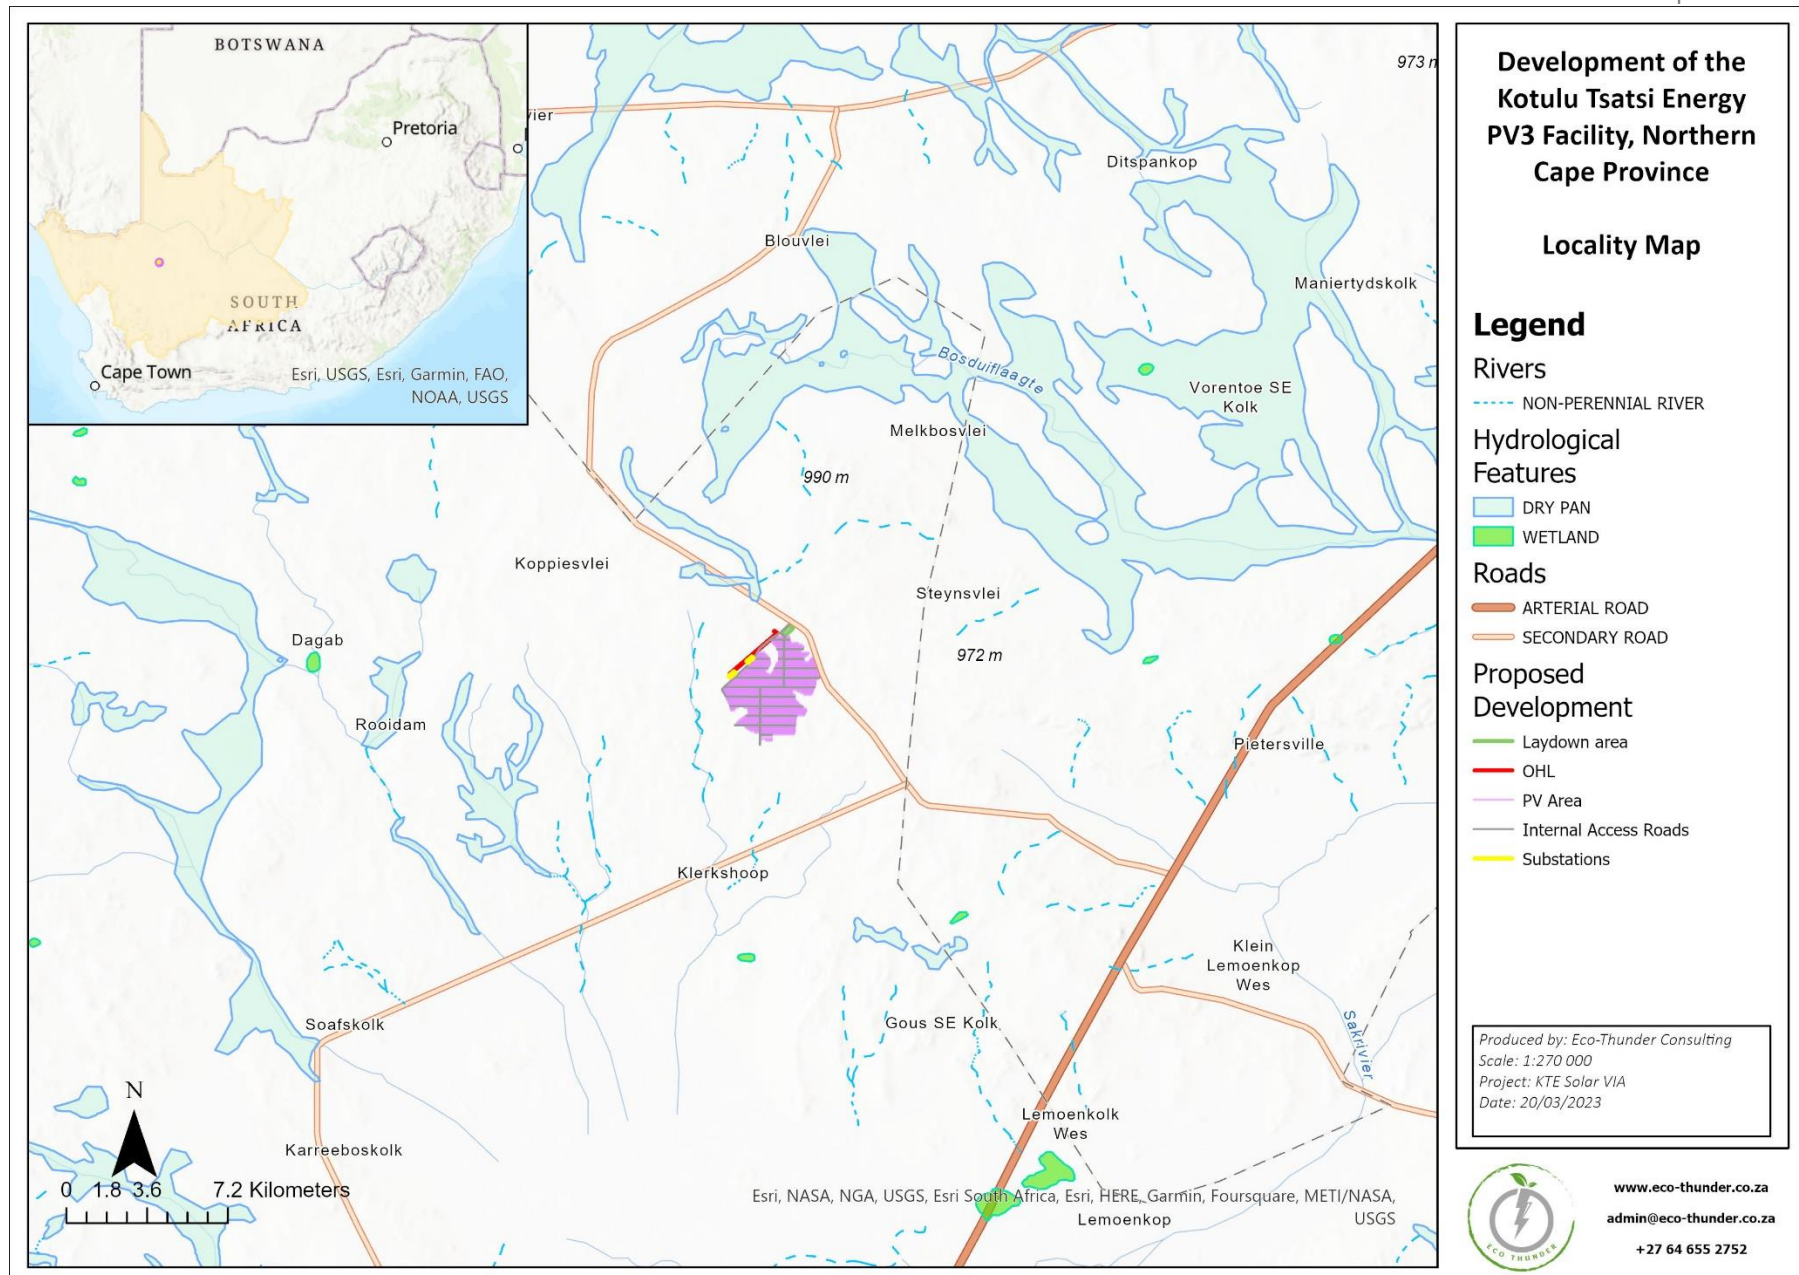 BOTSWANA
Pretoria
SOUTH
AFRICA
Cape Town
Esri, USGS, Esri, Garmin, FAO,
NOAA, USGS
973
Ditspankop
Blouvlei
Maniertydskolk
Bosduiflaagte
Vorentoe SE
Kolk
Melkbosvlei
990 m
Koppiesvlei
Steynsvlei
Dagab
972 m
Rooidam
Pietersville
Klerkshoop
Klein
Lemoenkop
Wes
Soafskolk
Gous SE Kolk
Sakrivier
Lemoenkolk
Wes
Karreeboskolk
Lemoenkop
N
0 1.8 3.6 7.2 Kilometers
Esri, NASA, NGA, USGS, Esri South Africa, Esri, HERE, Garmin, Foursquare, METI/NASA,
USGS
Development of the
Kotulu Tsatsi Energy
PV3 Facility, Northern
Cape Province
Locality Map
Legend
Rivers
NON-PERENNIAL RIVER
Hydrological
Features
DRY PAN
WETLAND
Roads
ARTERIAL ROAD
SECONDARY ROAD
Proposed
Development
Laydown area
OHL
PV Area
Internal Access Roads
Substations
Produced by: Eco-Thunder Consulting
Scale: 1:270 000
Project: KTE Solar VIA
Date: 20/03/2023
ECO THUNDER
www.eco-thunder.co.za
admin@eco-thunder.co.za
+27 64 655 2752